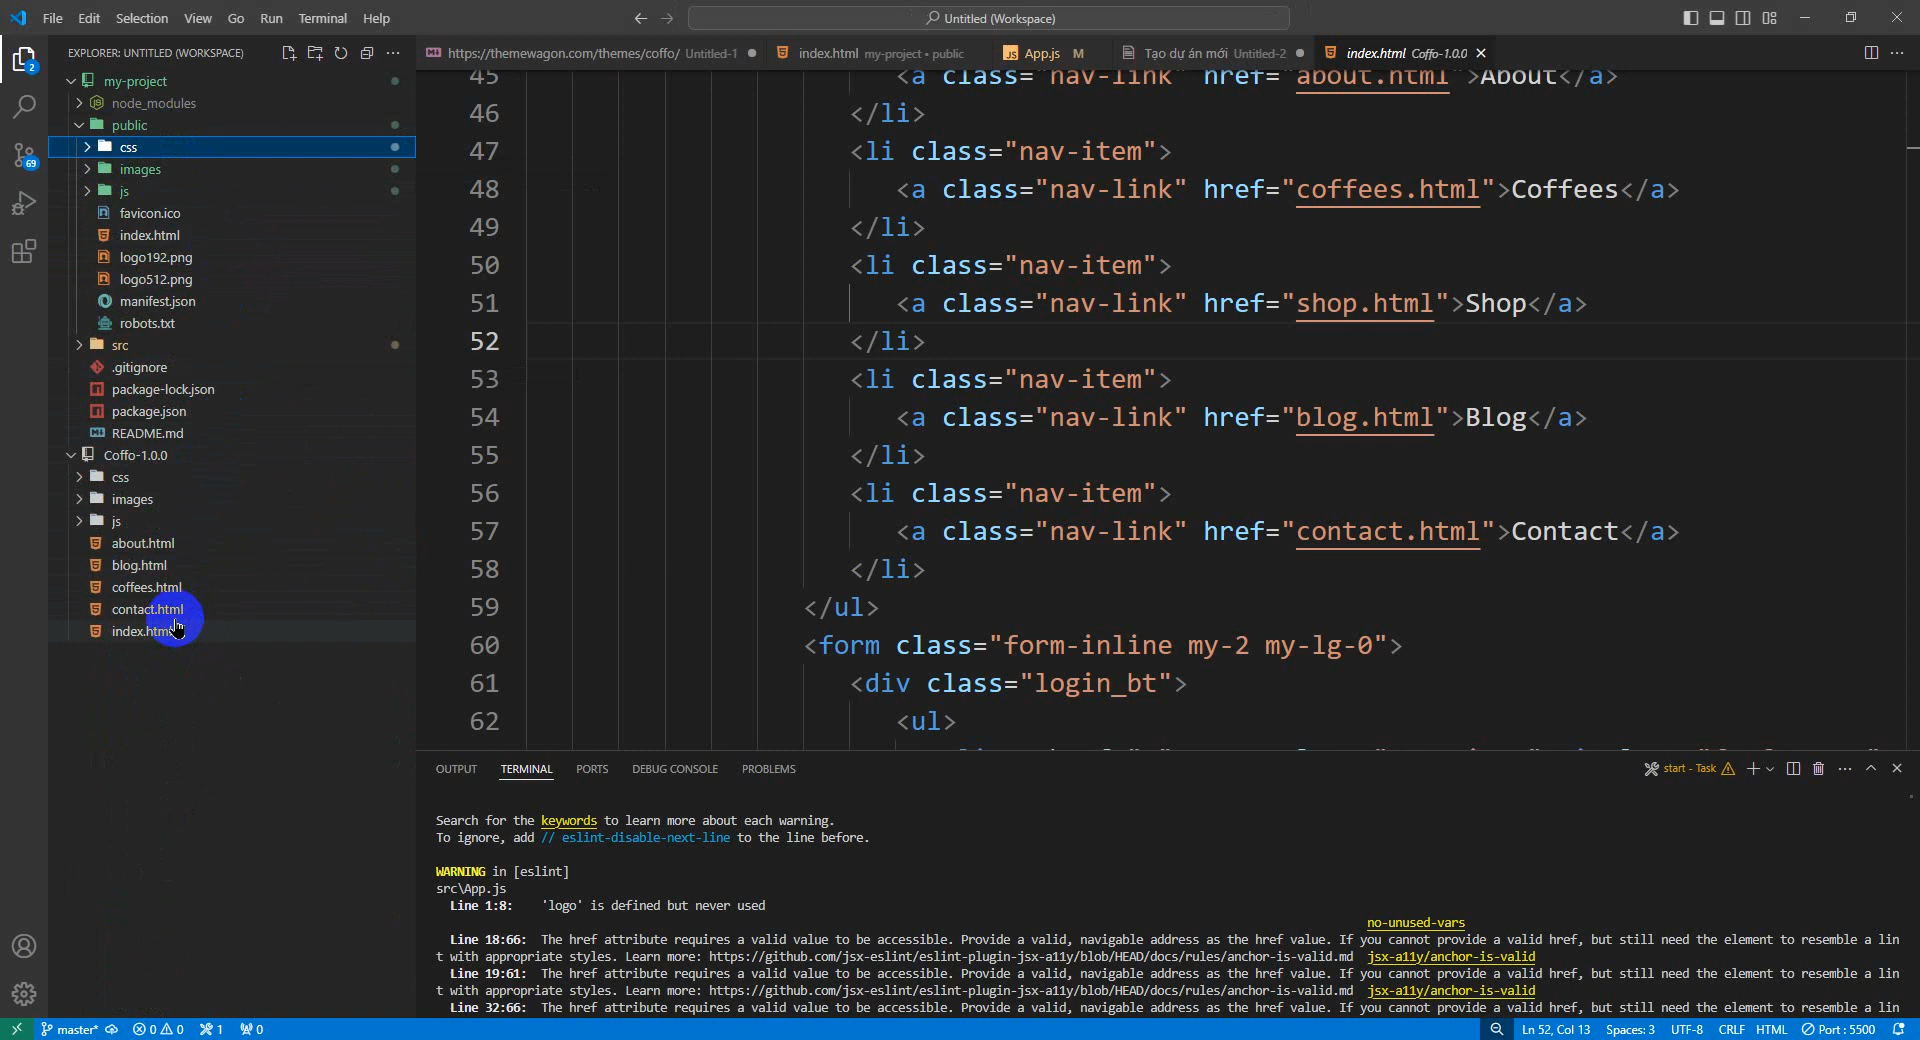 File Edit Selection View Go Run Terminal Help
Untitled (Workspace)
EXPLORER: UNTITLED (WORKSPACE)
https://themewagon.com/themes/coffo/ Untitled-1
index.html my-project • public
JS App.js M
Tạo dự án mới Untitled-2
index.html Coffo-1.0.0
2
69
my-project
node_modules
public
css
images
js
favicon.ico
index.html
logo192.png
logo512.png
manifest.json
robots.txt
src
.gitignore
package-lock.json
package.json
README.md
Coffo-1.0.0
css
images
js
about.html
blog.html
coffees.html
contact.html
index.html
45 <a class="nav-link" href="about.html">About</a>
46 </li>
47 <li class="nav-item">
48 <a class="nav-link" href="coffees.html">Coffees</a>
49 </li>
50 <li class="nav-item">
51 <a class="nav-link" href="shop.html">Shop</a>
52 </li>
53 <li class="nav-item">
54 <a class="nav-link" href="blog.html">Blog</a>
55 </li>
56 <li class="nav-item">
57 <a class="nav-link" href="contact.html">Contact</a>
58 </li>
59 </ul>
60 <form class="form-inline my-2 my-lg-0">
61 <div class="login_bt">
62 <ul>
OUTPUT TERMINAL PORTS DEBUG CONSOLE PROBLEMS
start - Task
Search for the keywords to learn more about each warning.
To ignore, add // eslint-disable-next-line to the line before.
WARNING in [eslint]
src\App.js
Line 1:8: 'logo' is defined but never used
no-unused-vars
Line 18:66: The href attribute requires a valid value to be accessible. Provide a valid, navigable address as the href value. If you cannot provide a valid href, but still need the element to resemble a lin
t with appropriate styles. Learn more: https://github.com/jsx-eslint/eslint-plugin-jsx-a11y/blob/HEAD/docs/rules/anchor-is-valid.md jsx-a11y/anchor-is-valid
Line 19:61: The href attribute requires a valid value to be accessible. Provide a valid, navigable address as the href value. If you cannot provide a valid href, but still need the element to resemble a lin
t with appropriate styles. Learn more: https://github.com/jsx-eslint/eslint-plugin-jsx-a11y/blob/HEAD/docs/rules/anchor-is-valid.md jsx-a11y/anchor-is-valid
Line 32:66: The href attribute requires a valid value to be accessible. Provide a valid, navigable address as the href value. If you cannot provide a valid href, but still need the element to resemble a lin
master* 0 0 1 0
Ln 52, Col 13 Spaces: 3 UTF-8 CRLF HTML Port : 5500